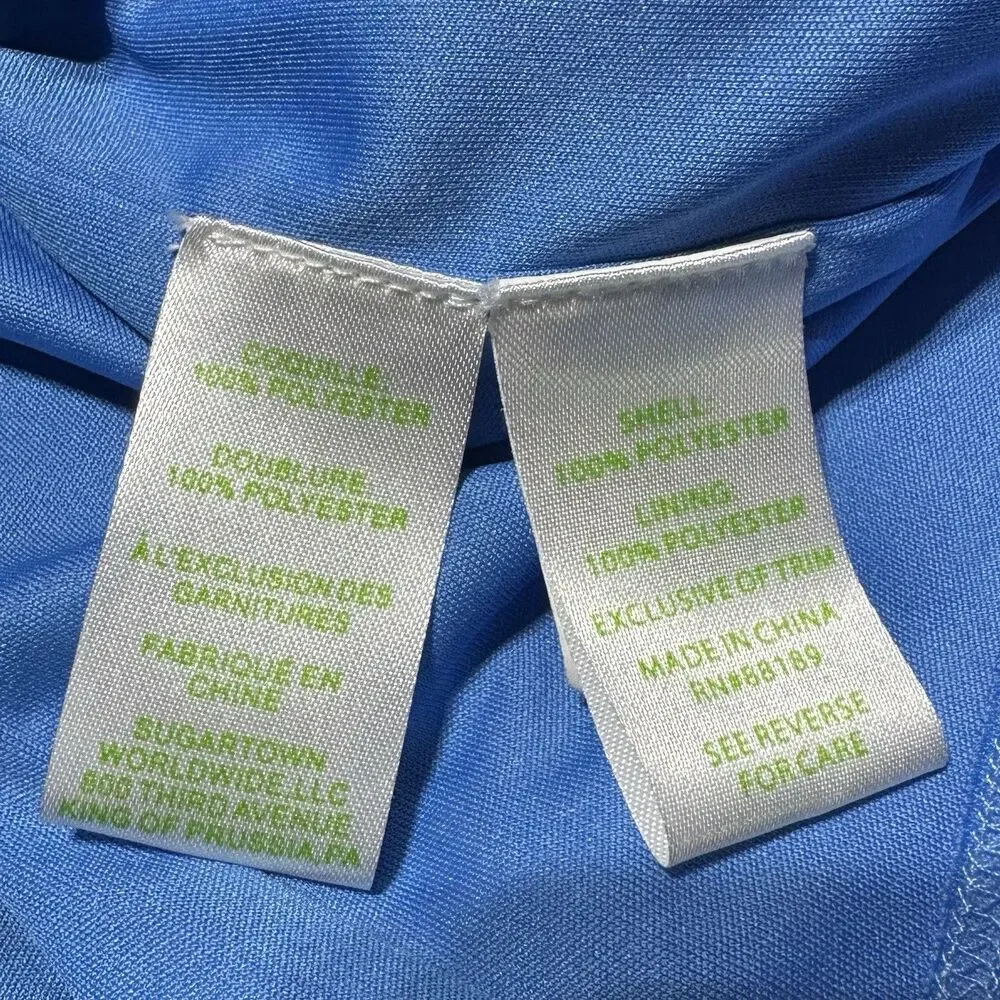 COQUILLE
100% POLYESTER
DOUBLURE
100% POLYESTER
À L'EXCLUSION DES
GARNITURES
FABRIQUÉ EN
CHINE
SUGARTOWN
WORLDWIDE, LLC
800 THIRD AVENUE
KING OF PRUSSIA, PA
SHELL
100% POLYESTER
LINING
100% POLYESTER
EXCLUSIVE OF TRIM
MADE IN CHINA
RN#88189
SEE REVERSE
FOR CARE